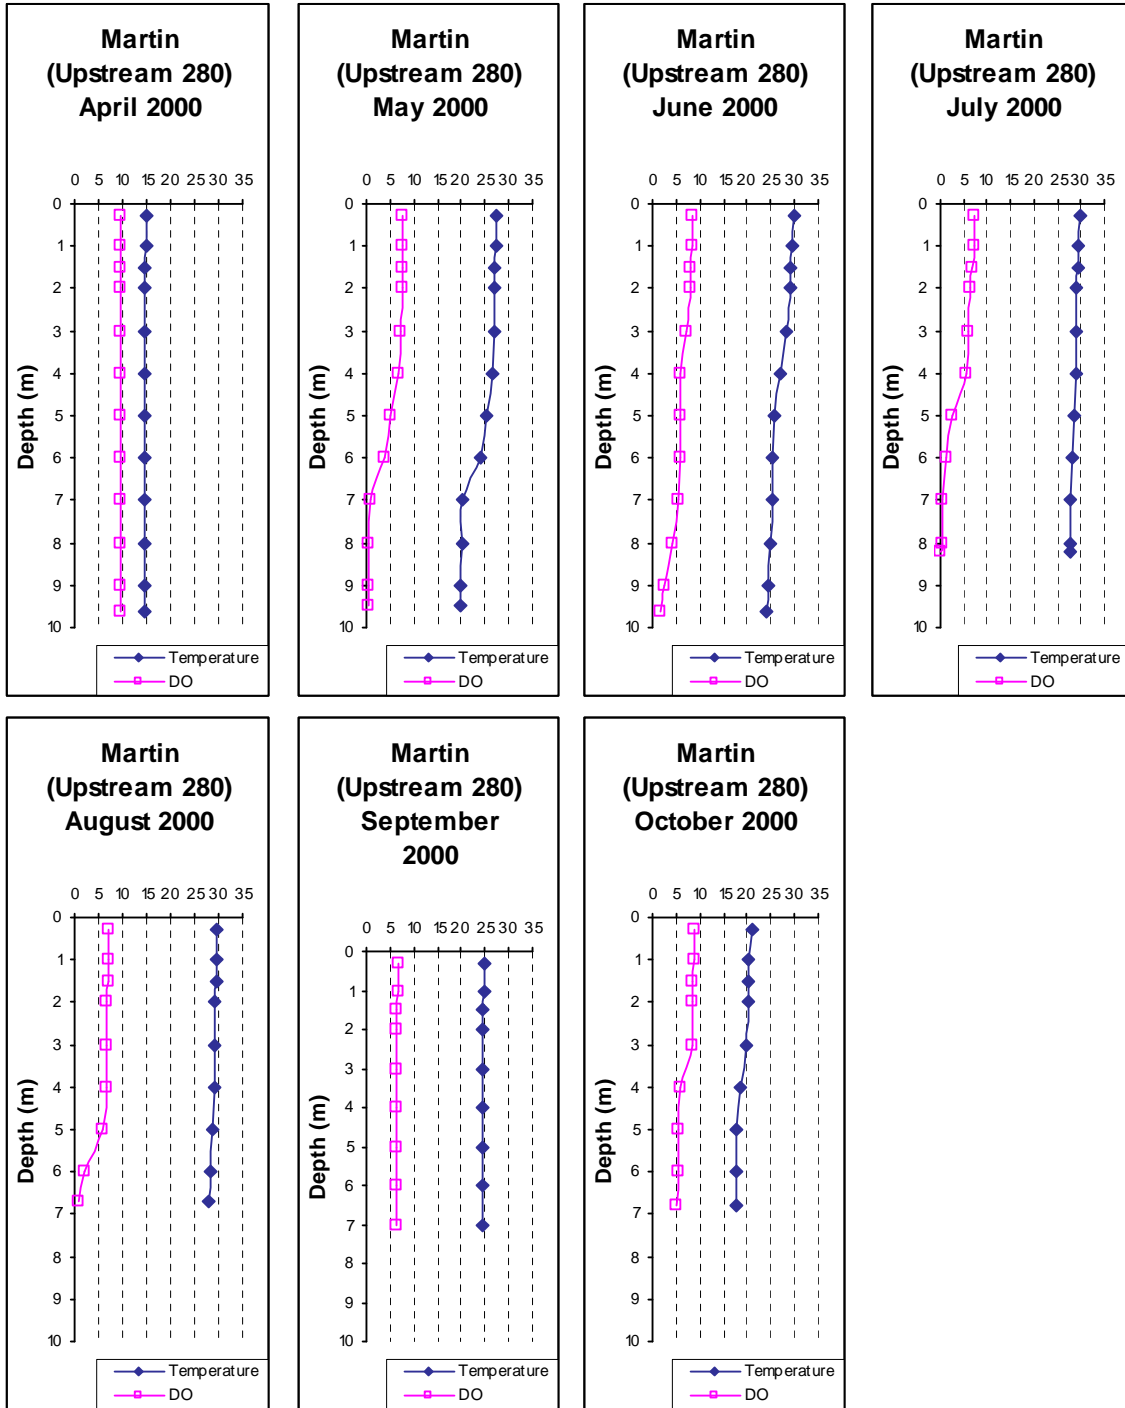 Martin
(Upstream 280)
April 2000
0 5 10 15 20 25 30 35
0
1
2
3
4
5
6
7
8
9
10
Depth (m)
Temperature
DO
Martin
(Upstream 280)
May 2000
0 5 10 15 20 25 30 35
0
1
2
3
4
5
6
7
8
9
10
Depth (m)
Temperature
DO
Martin
(Upstream 280)
June 2000
0 5 10 15 20 25 30 35
0
1
2
3
4
5
6
7
8
9
10
Depth (m)
Temperature
DO
Martin
(Upstream 280)
July 2000
0 5 10 15 20 25 30 35
0
1
2
3
4
5
6
7
8
9
10
Depth (m)
Temperature
DO
Martin
(Upstream 280)
August 2000
0 5 10 15 20 25 30 35
0
1
2
3
4
5
6
7
8
9
10
Depth (m)
Temperature
DO
Martin
(Upstream 280)
September
2000
0 5 10 15 20 25 30 35
0
1
2
3
4
5
6
7
8
9
10
Depth (m)
Temperature
DO
Martin
(Upstream 280)
October 2000
0 5 10 15 20 25 30 35
0
1
2
3
4
5
6
7
8
9
10
Depth (m)
Temperature
DO